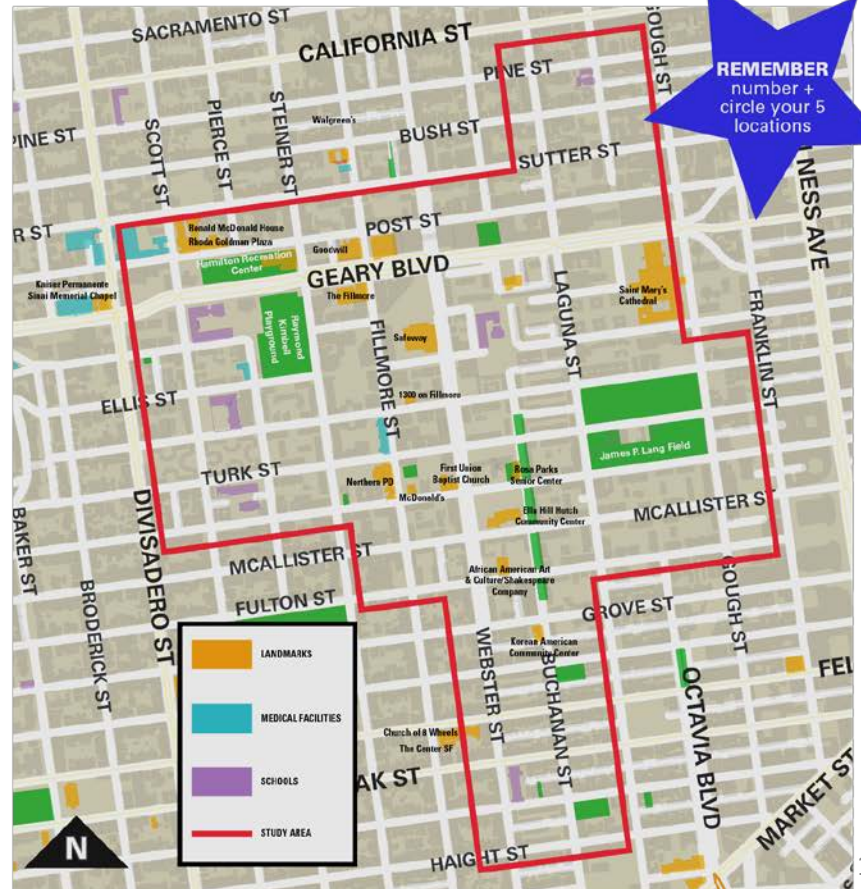 SACRAMENTO ST
CALIFORNIA ST
GOUGH ST
PINE ST
REMEMBER
number +
circle your 5
locations
STEINER ST
PIERCE ST
SCOTT ST
Walgreen's
BUSH ST
PINE ST
SUTTER ST
NESS AVE
POST ST
R ST
Ronald McDonald House
Rhoda Goldman Plaza
Goodwill
Hamilton Recreation
Center
GEARY BLVD
Kaiser Permanente
Sinai Memorial Chapel
The Fillmore
LAGUNA ST
Saint Mary's
Cathedral
FRANKLIN ST
Raymond
Kimbell
Playground
FILLMORE ST
Safeway
ELLIS ST
1300 on Fillmore
James P. Lang Field
TURK ST
Northern PD
First Union
Baptist Church
Rosa Parks
Senior Center
McDonald's
Ella Hill Hutch
Community Center
MCALLISTER ST
BAKER ST
DIVISADERO ST
MCALLISTER ST
African American Art
& Culture/Shakespeare
Company
GOUGH ST
BRODERICK ST
FULTON ST
GROVE ST
Korean American
Community Center
WEBSTER ST
BUCHANAN ST
OCTAVIA BLVD
FEL
LANDMARKS
MEDICAL FACILITIES
SCHOOLS
STUDY AREA
Church of 8 Wheels
The Center SF
AK ST
MARKET ST
HAIGHT ST
N